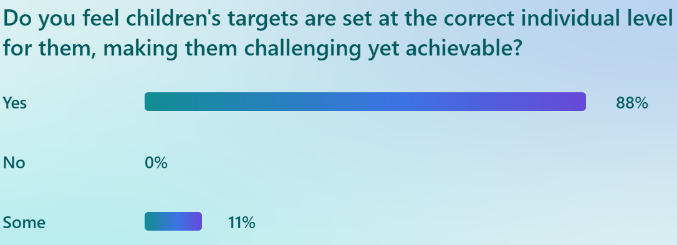 Do you feel children's targets are set at the correct individual level
for them, making them challenging yet achievable?
Yes 88%
No 0%
Some 11%